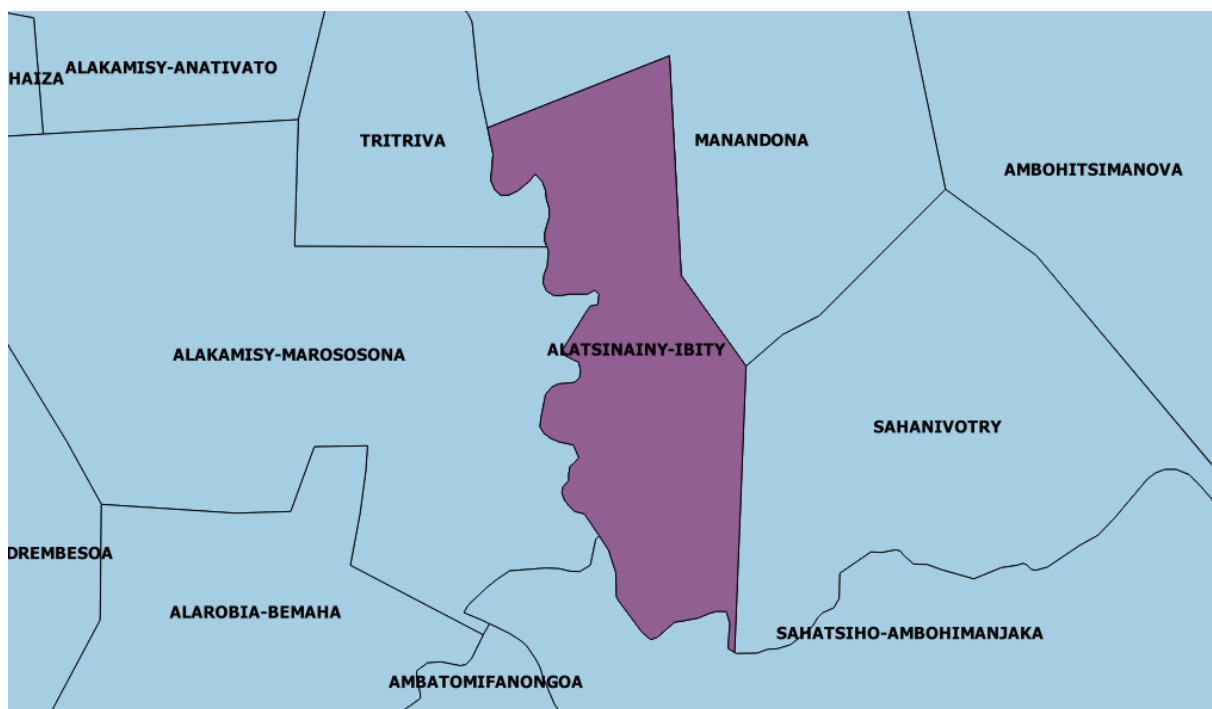 ALAKAMISY-ANATIVATO
HAIZA
TRITRIVA
MANANDONA
AMBOHITSIMANOVA
ALAKAMISY-MAROSOSONA
ALATSINAINY-IBITY
SAHANIVOTRY
DREMBESOA
ALAROBIA-BEMAHA
SAHATSIHO-AMBOHIMANJAKA
AMBATOMIFANONGOA